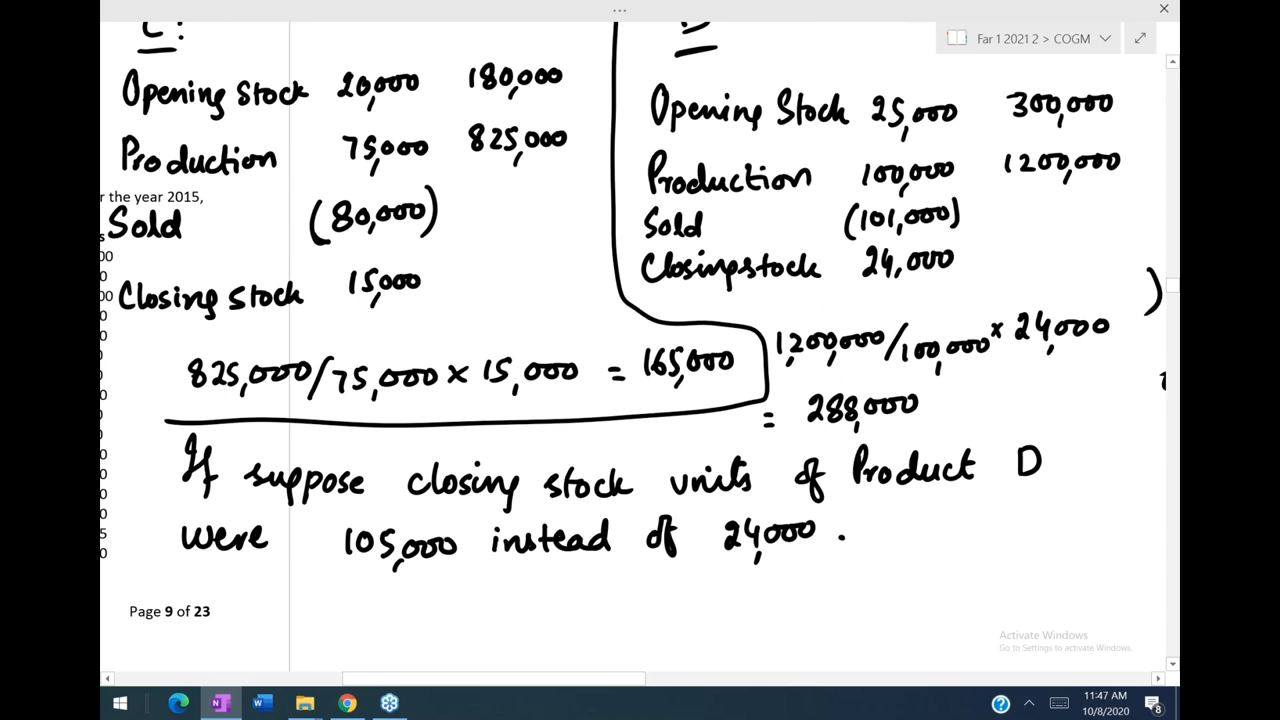 Far 1 2021 2 > COGM
C:
Opening Stock 20,000 180,000
Production 75,000 825,000
r the year 2015,
Sold (80,000)
Closing Stock 15,000
825,000/75,000 × 15,000 = 165,000
D
Opening Stock 25,000 300,000
Production 100,000 1200,000
Sold (101,000)
Closing stock 24,000
1,200,000/100,000 × 24,000
= 288,000
If suppose closing stock units of Product D
were 105,000 instead of 24,000.
Page 9 of 23
Activate Windows
Go to Settings to activate Windows.
11:47 AM
10/8/2020